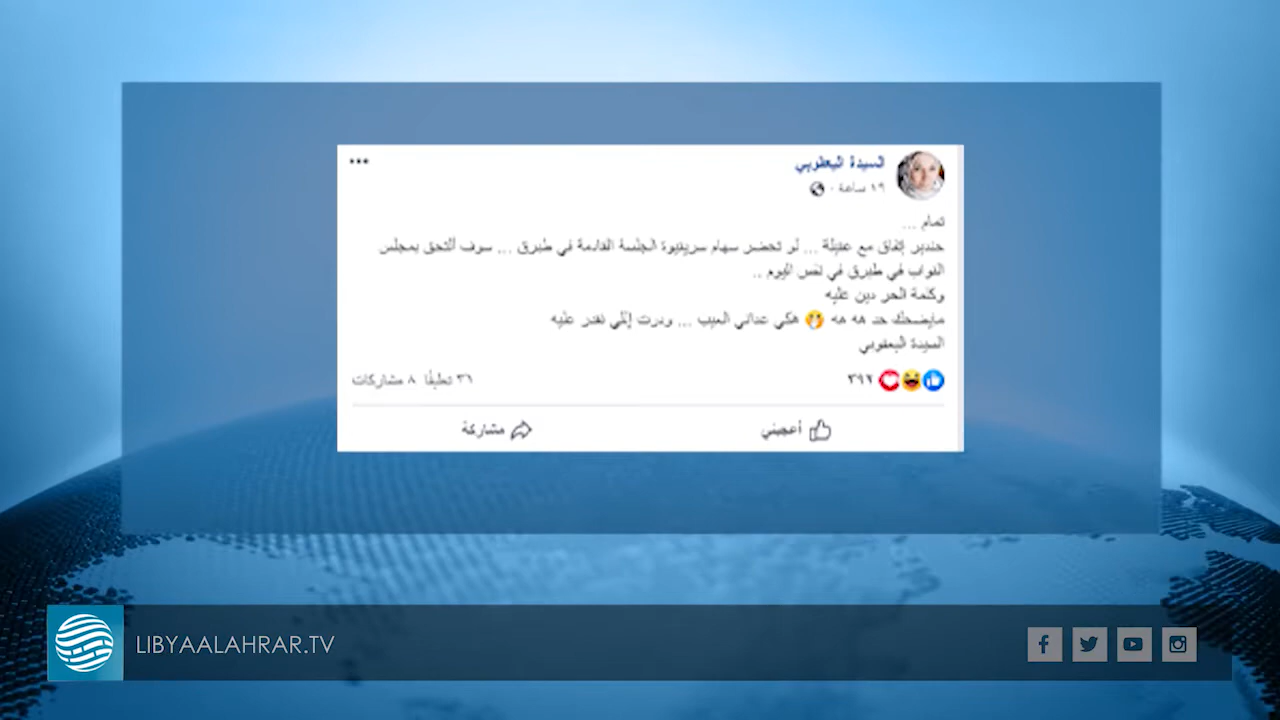 السيدة اليعقوبي
١٩ ساعة ·
تمام ...
حندير إتفاق مع عقيلة ... لو تحضر سهام سرقيوة الجلسة القادمة في طبرق ... سوف ألتحق بمجلس
النواب في طبرق في نفس اليوم ..
وكلمة الحر دين عليه
مايضحك حد هه هه 🤭 هكي عداني العيب ... ودرت إللي نقدر عليه
السيدة اليعقوبي
٣٩٢
٣٦ تعليقًا ٨ مشاركات
أعجبني
مشاركة
LIBYAALAHRAR.TV